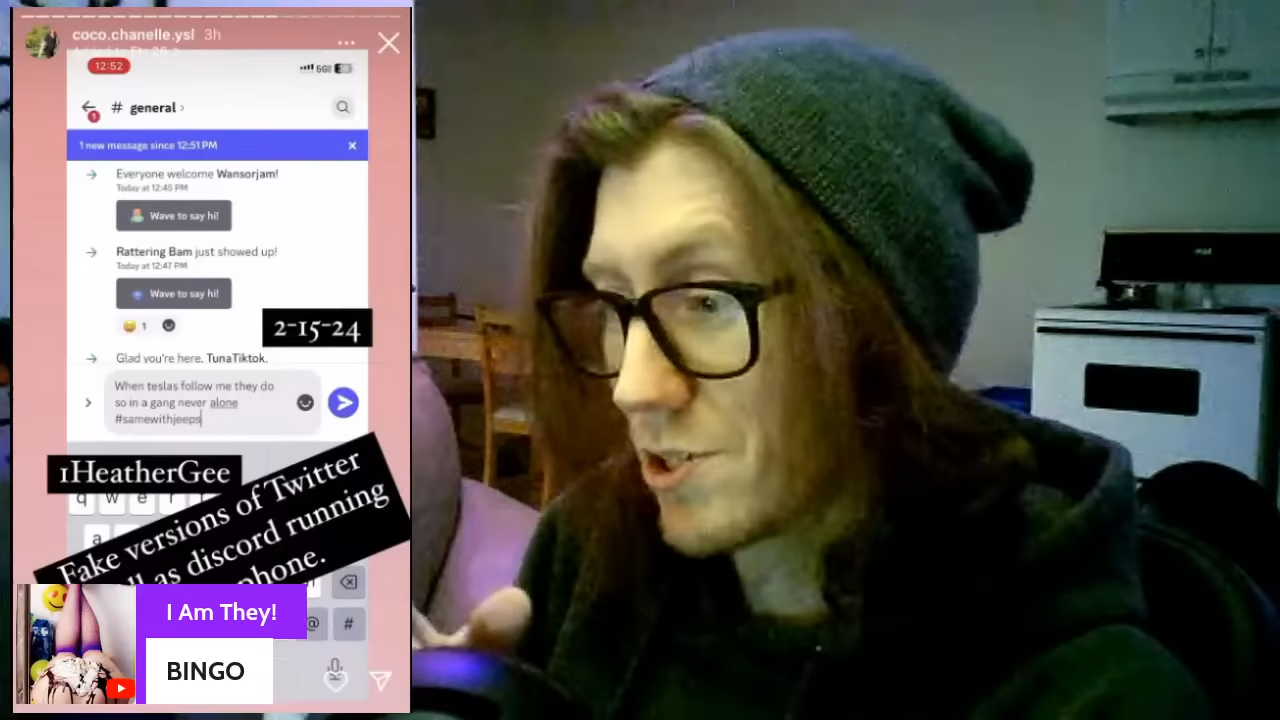 coco.chanelle.ysl 3h
12:52
5G
# general ›
1
1 new message since 12:51 PM
Everyone welcome Wansorjam!
Today at 12:45 PM
Wave to say hi!
Rattering Bam just showed up!
Today at 12:47 PM
Wave to say hi!
1
2-15-24
Glad you're here. TunaTiktok.
When teslas follow me they do
so in a gang never alone
#samewithjeeps
1HeatherGee
q w e r
Fake versions of Twitter
as discord running
phone.
a
@ #
I Am They!
BINGO